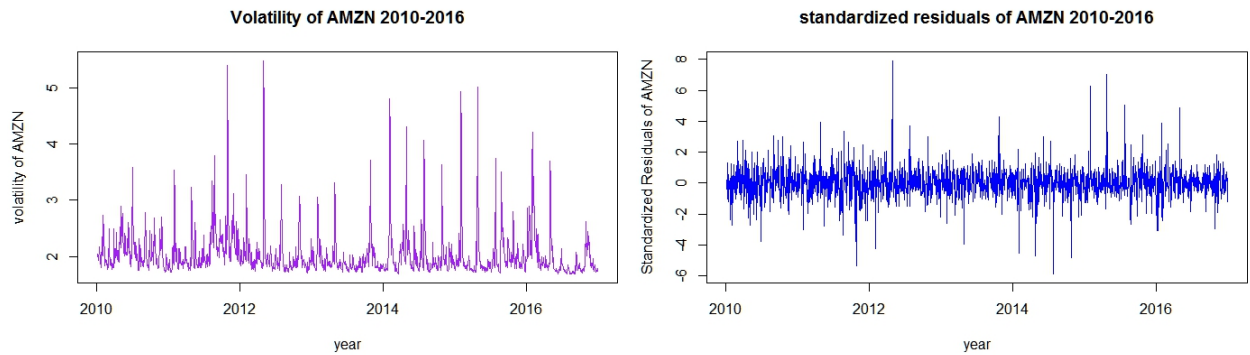 Volatility of AMZN 2010-2016
volatility of AMZN
5
4
3
2
2010 2012 2014 2016
year
standardized residuals of AMZN 2010-2016
Standardized Residuals of AMZN
8
6
4
2
0
-2
-4
-6
2010 2012 2014 2016
year